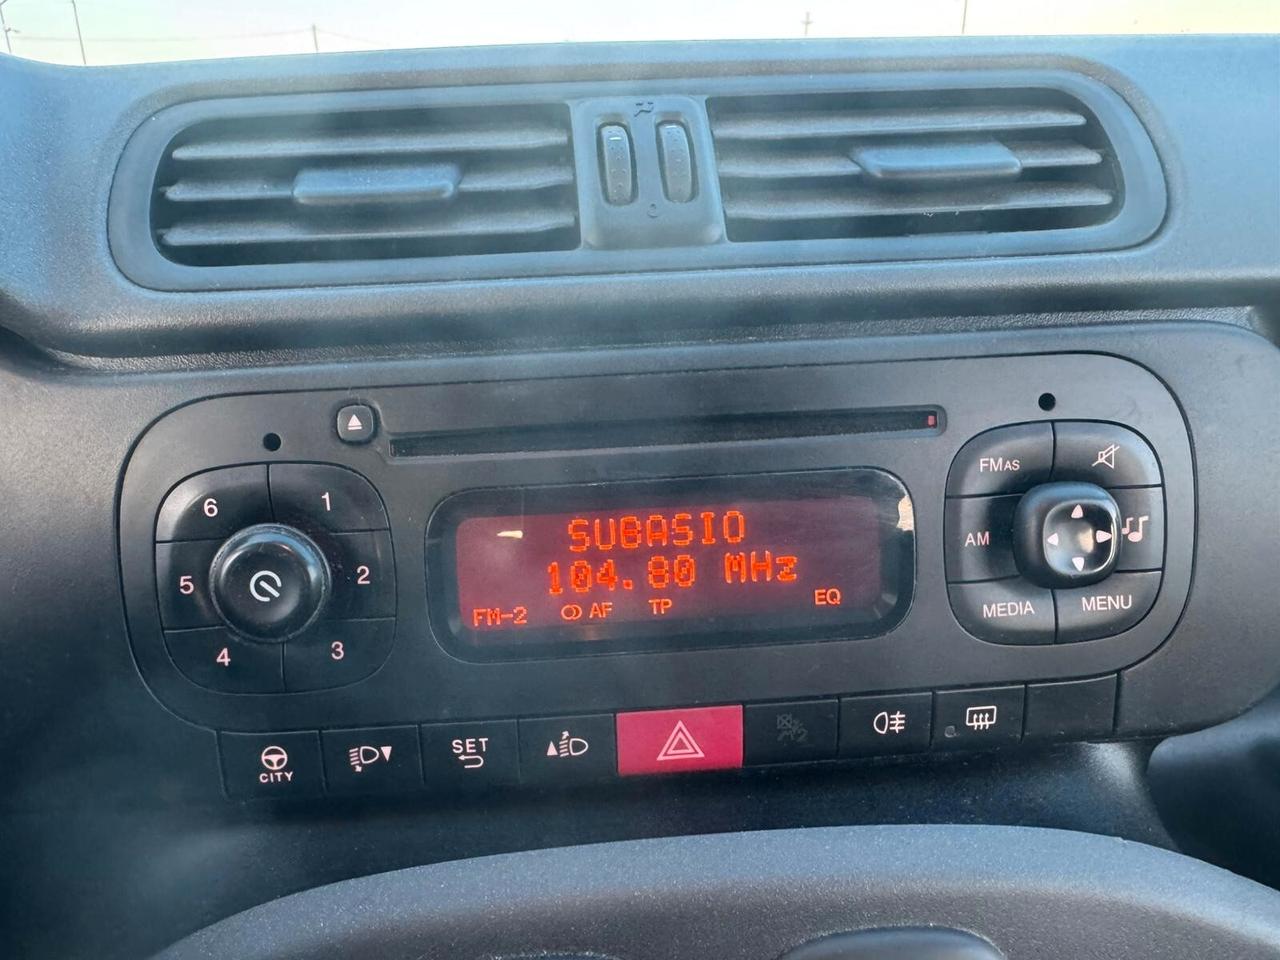 6
1
FMAS
SUBASIO
AM
5
2
104.80 MHz
FM-2
AF
TP
EQ
MEDIA
MENU
4
3
CITY
SET